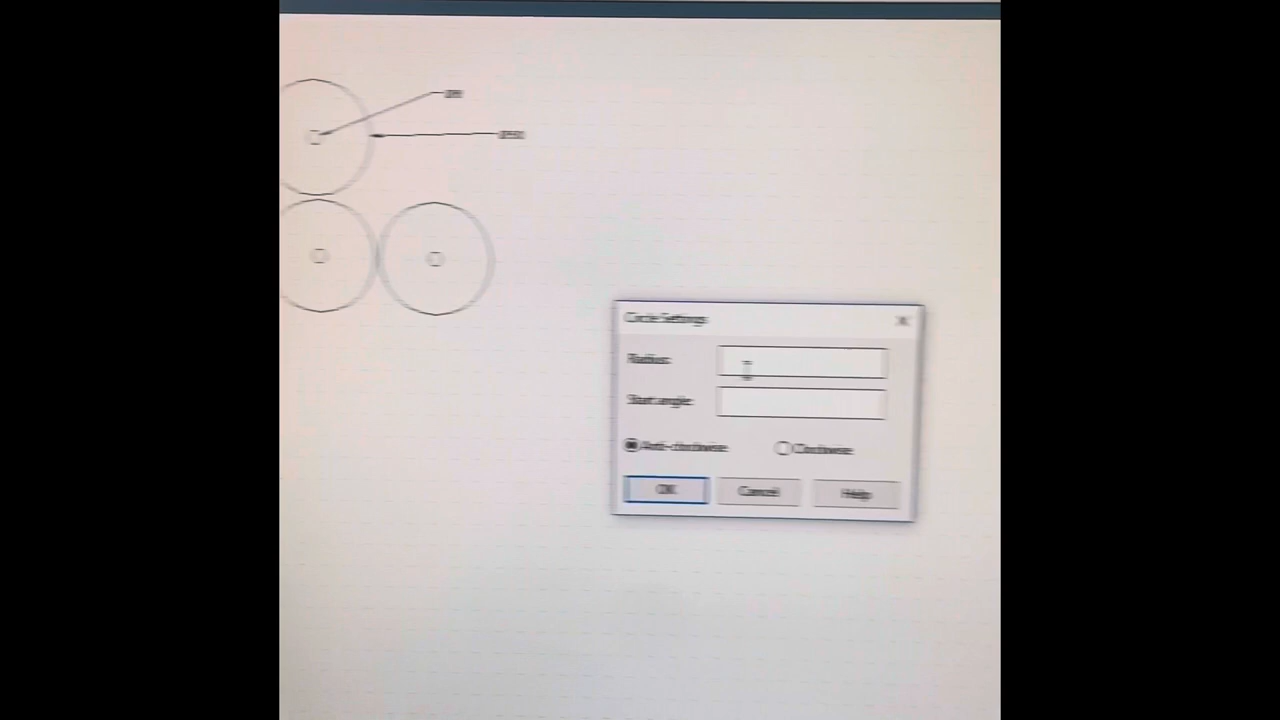 Circle Settings
Radius:
Start angle:
Anti-clockwise
Clockwise
OK
Cancel
Help